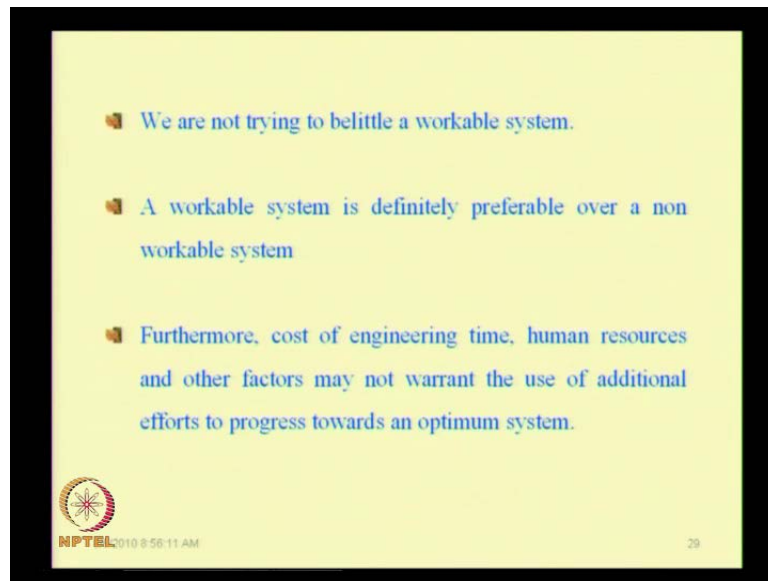 We are not trying to belittle a workable system.
A workable system is definitely preferable over a non
workable system
Furthermore, cost of engineering time, human resources
and other factors may not warrant the use of additional
efforts to progress towards an optimum system.
NPTEL 2010 8:56:11 AM
29